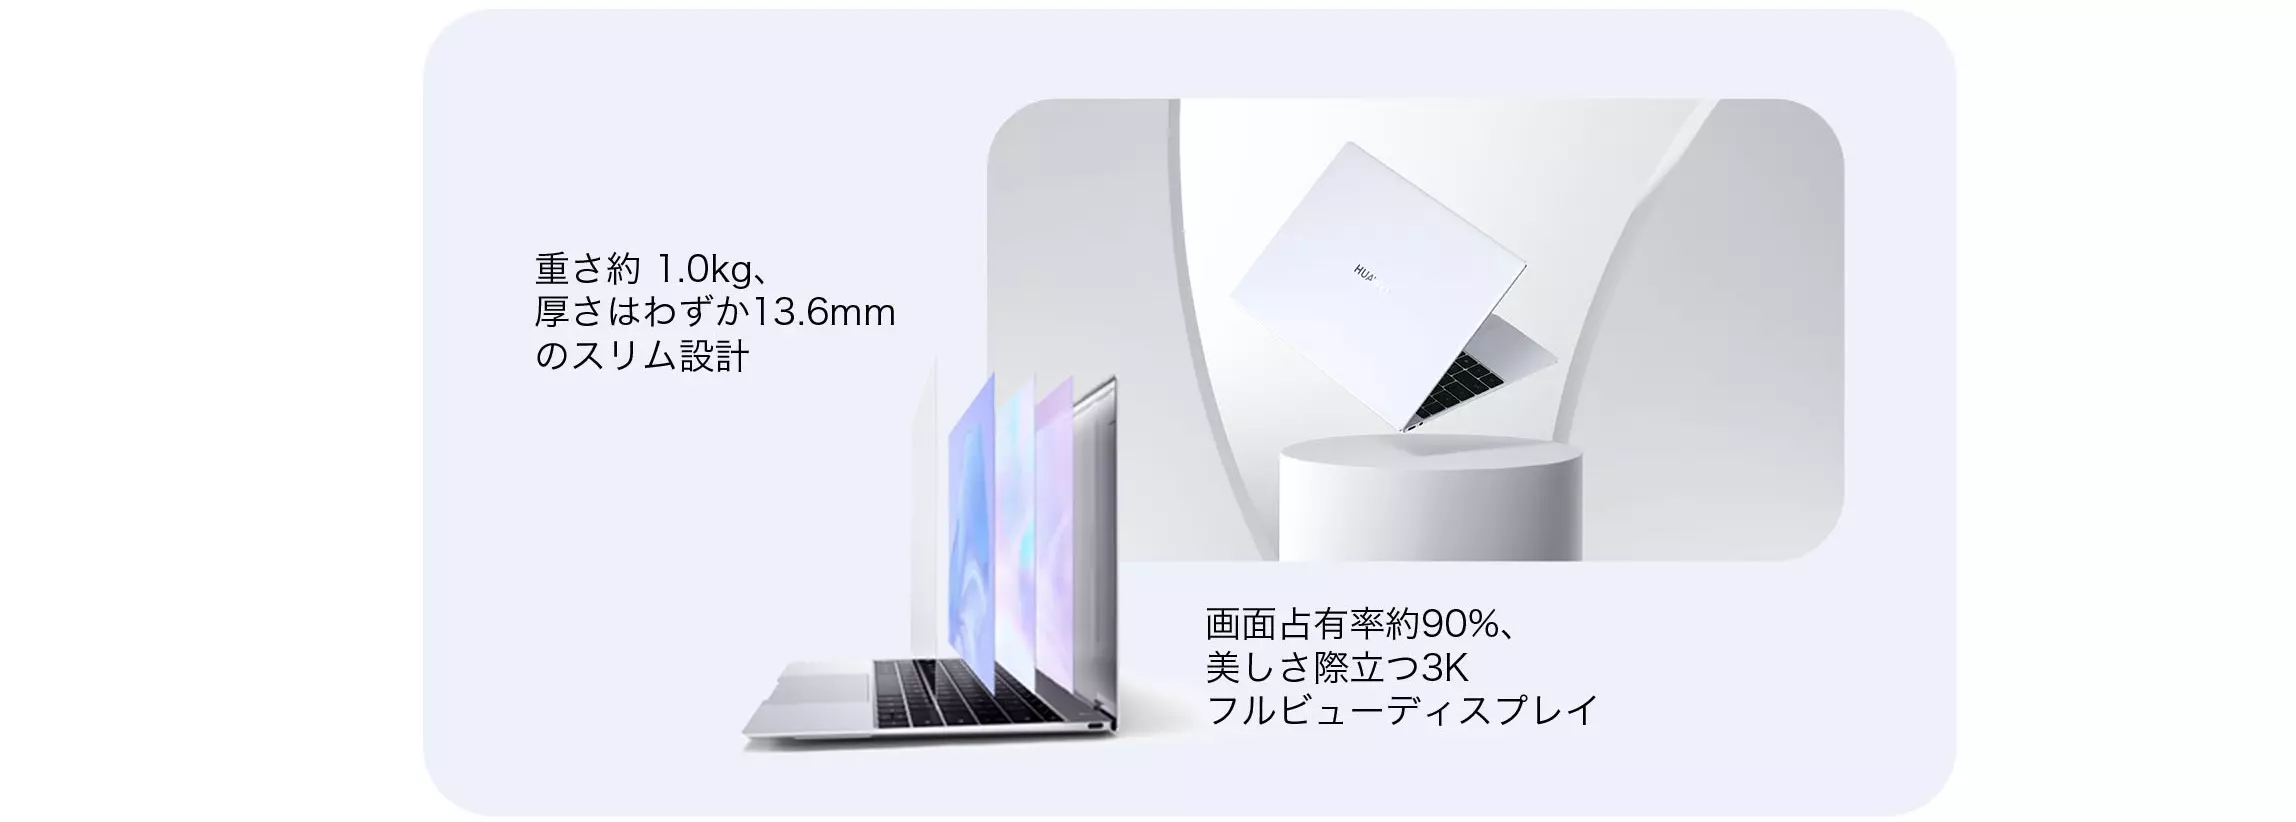 重さ約 1.0kg、
厚さはわずか13.6mm
のスリム設計
HUA
画面占有率約90%、
美しさ際立つ3K
フルビューディスプレイ